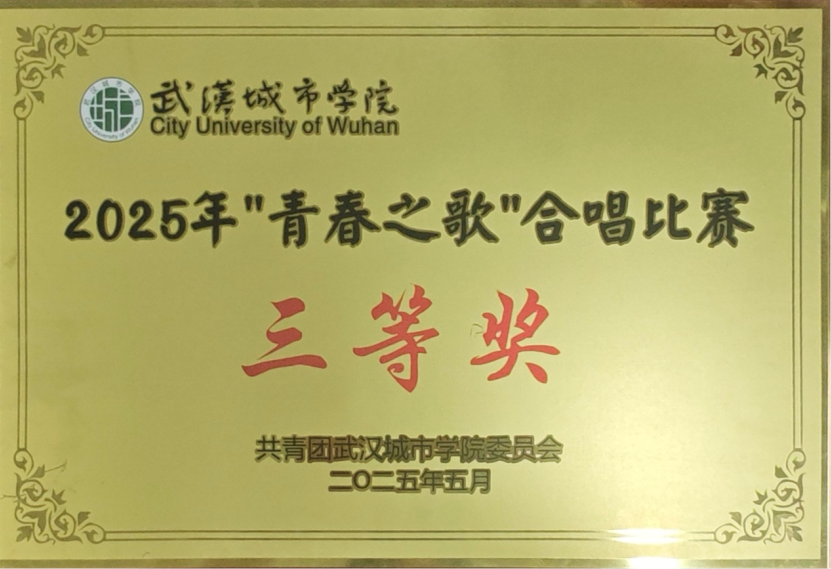 武漢城市学院
City University of Wuhan
2025年"青春之歌"合唱比赛
三等奖
共青团武汉城市学院委员会
二〇二五年五月